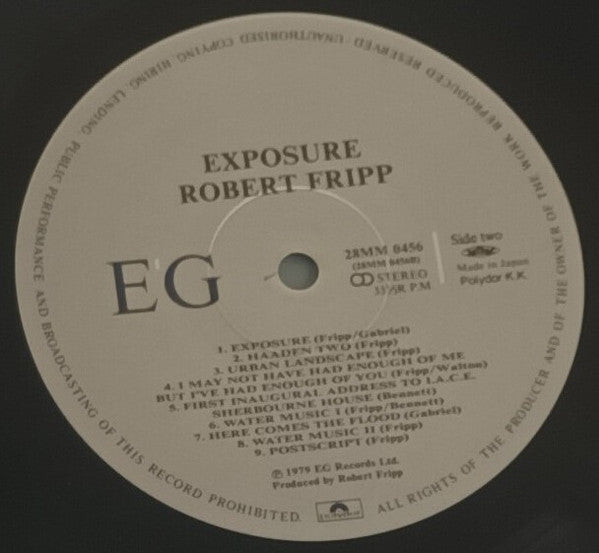 EXPOSURE
ROBERT FRIPP
EG
28MM 0456
(28MM 0456B)
STEREO
33⅓R.P.M
Side two
Made in Japan
Polydor K.K.
1. EXPOSURE (Fripp/Gabriel)
2. HAADEN TWO (Fripp)
3. URBAN LANDSCAPE (Fripp)
4. I MAY NOT HAVE HAD ENOUGH OF ME
BUT I'VE HAD ENOUGH OF YOU (Fripp/Walton)
5. FIRST INAUGURAL ADDRESS TO I.A.C.E.
SHERBOURNE HOUSE (Bennett)
6. WATER MUSIC I (Fripp/Bennett)
7. HERE COMES THE FLOOD (Gabriel)
8. WATER MUSIC II (Fripp)
9. POSTSCRIPT (Fripp)
Ⓟ 1979 EG Records Ltd.
Produced by Robert Fripp
polydor
ALL RIGHTS OF THE PRODUCER AND OF THE OWNER OF THE WORK REPRODUCED RESERVED. UNAUTHORISED COPYING, HIRING, LENDING, PUBLIC PERFORMANCE AND BROADCASTING OF THIS RECORD PROHIBITED.